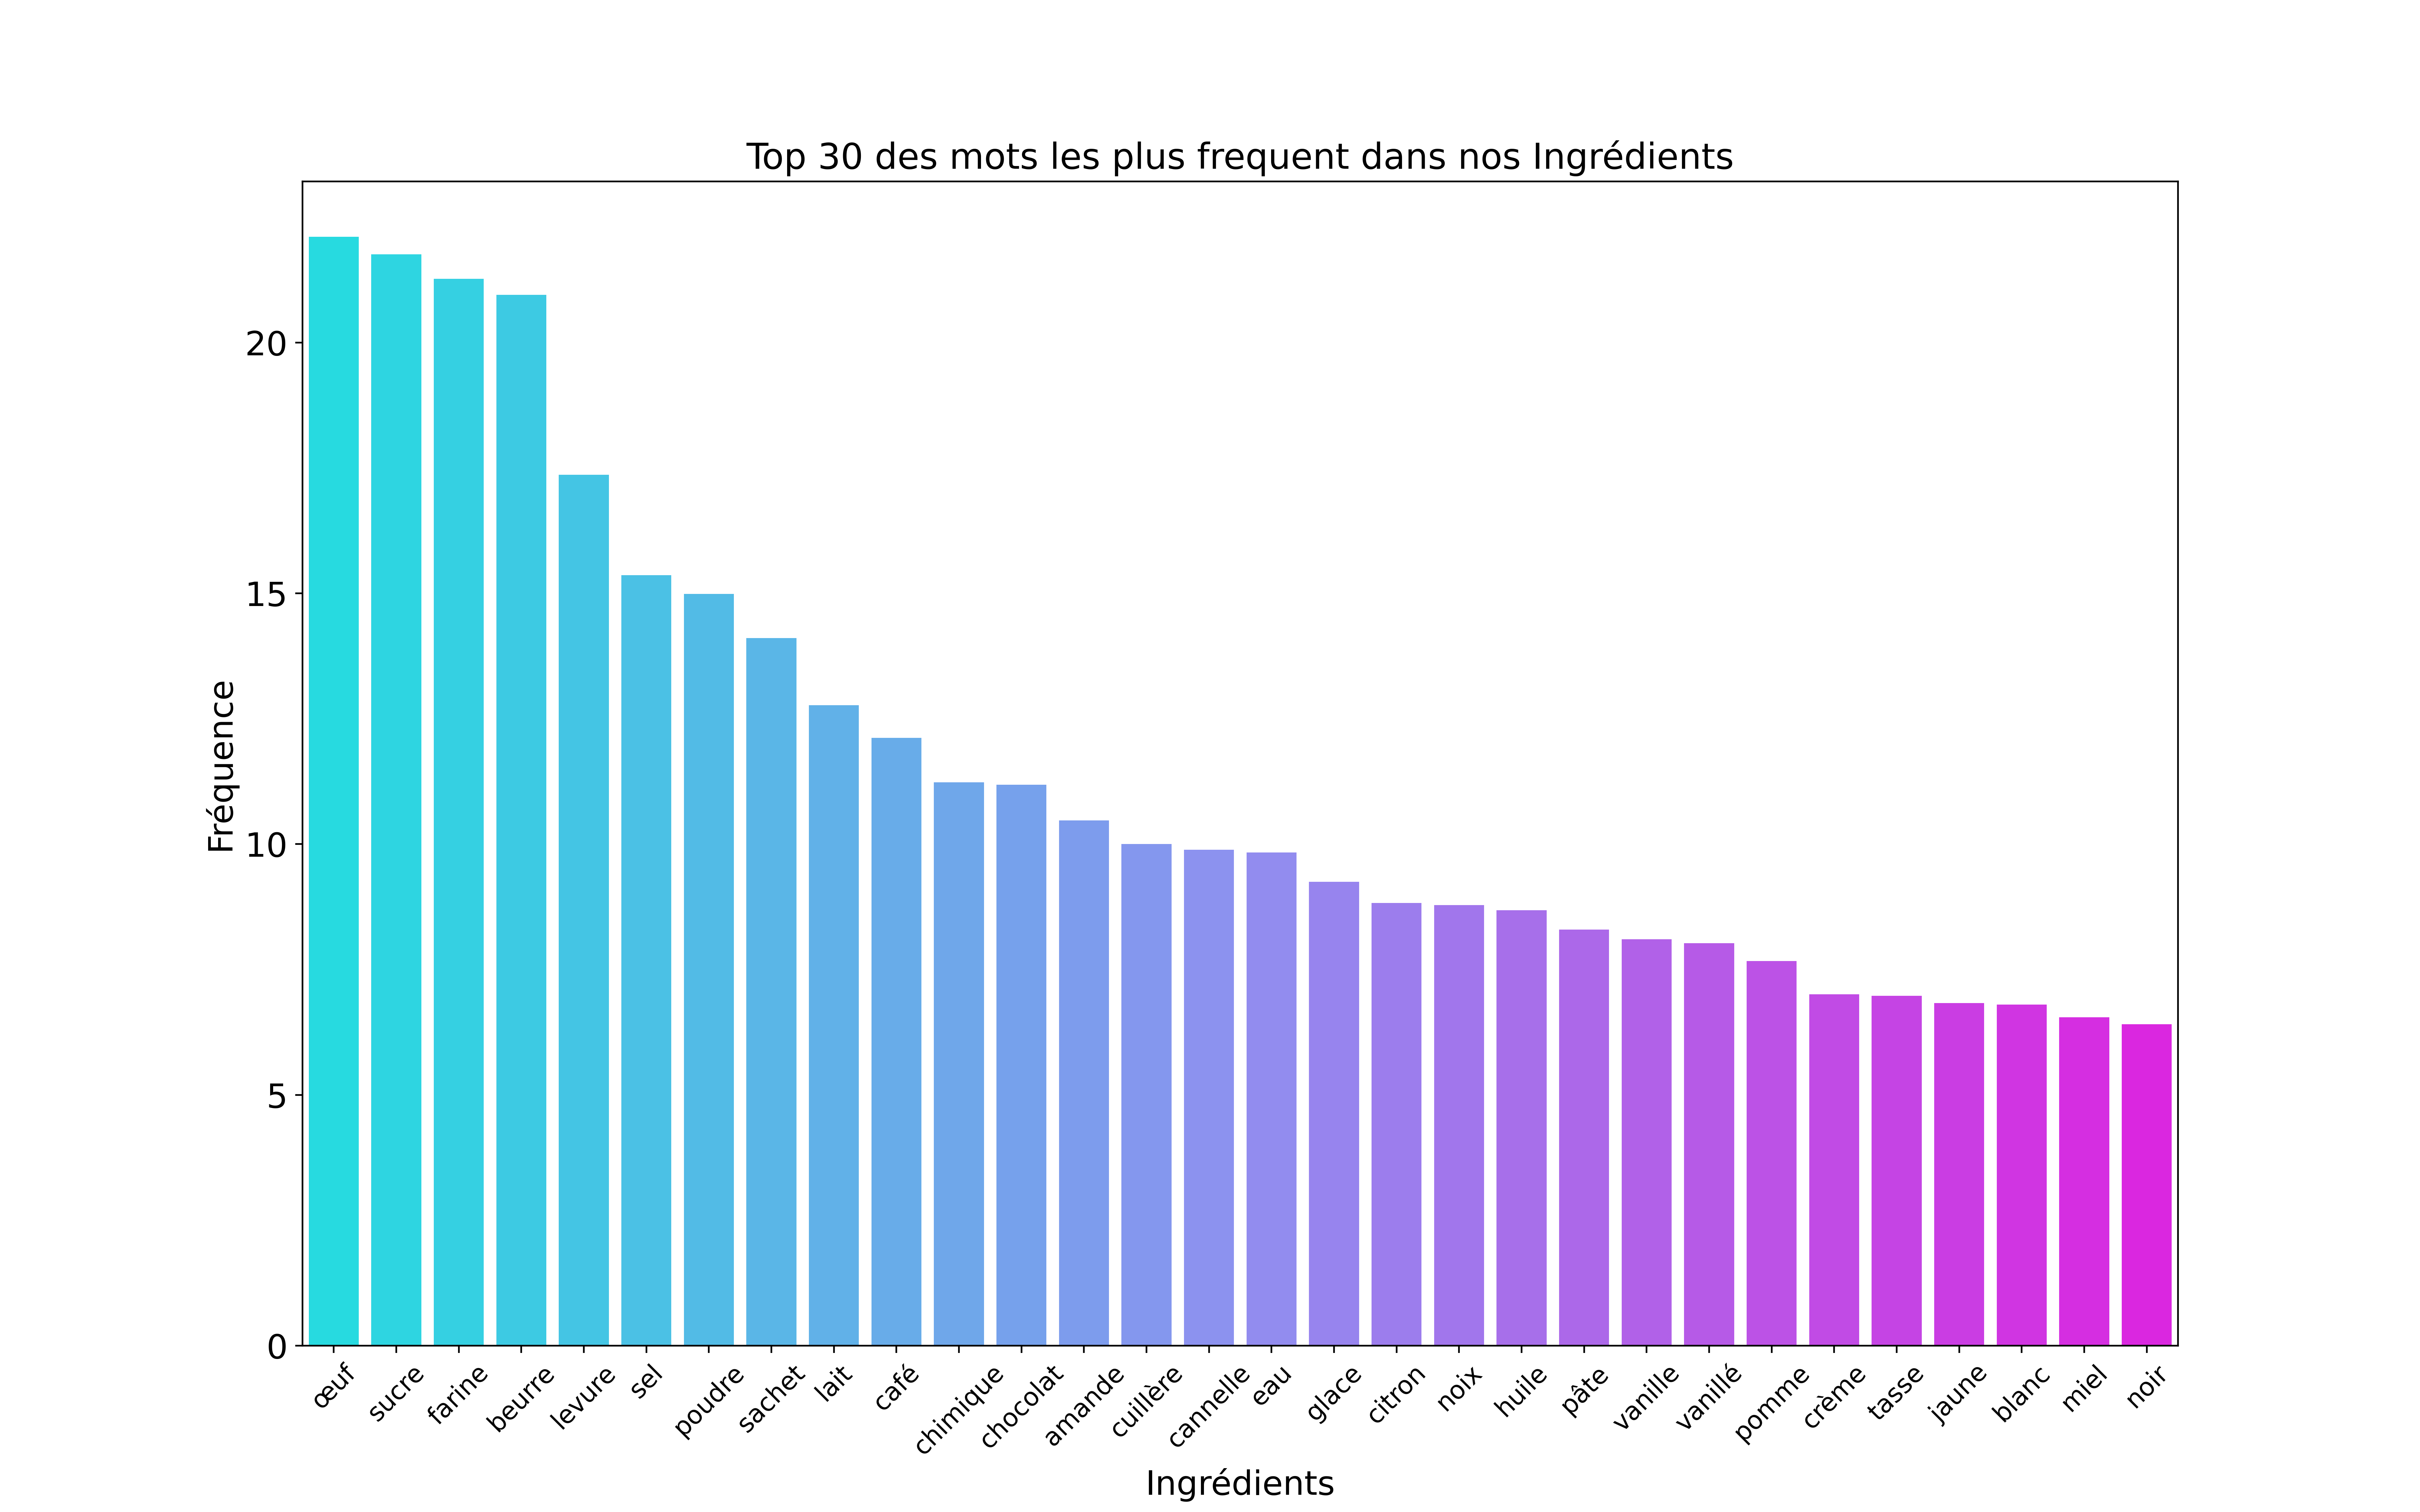 Top 30 des mots les plus frequent dans nos Ingrédients
Fréquence
20
15
10
5
0
œuf
sucre
farine
beurre
levure
sel
poudre
sachet
lait
café
chimique
chocolat
amande
cuillère
cannelle
eau
glace
citron
noix
huile
pâte
vanille
vanillé
pomme
crème
tasse
jaune
blanc
miel
noir
Ingrédients